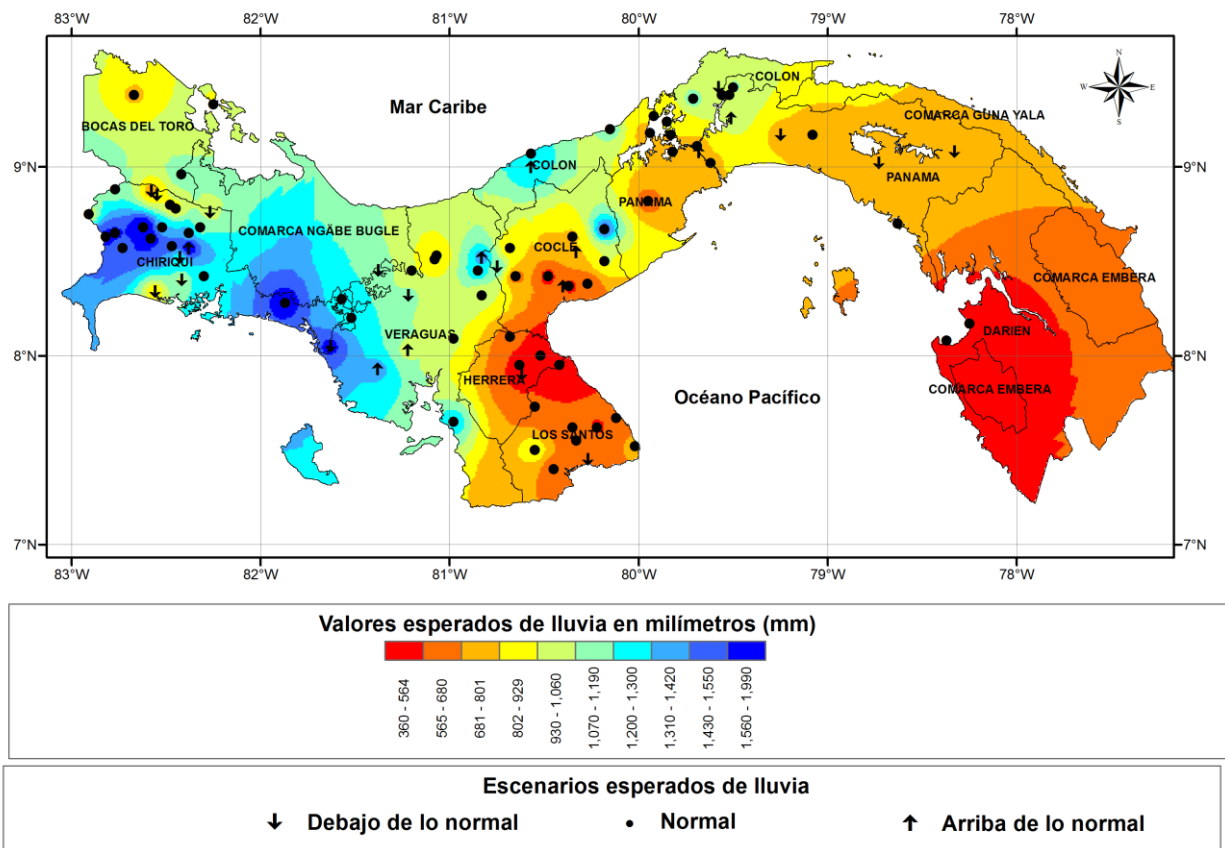 83°W 82°W 81°W 80°W 79°W 78°W
N
W E
S
Mar Caribe
COLON
BOCAS DEL TORO
COMARCA GUNA YALA
9°N 9°N
COLON
PANAMA
PANAMA
COMARCA NGÄBE BUGLE
COCLE
CHIRIQUI
COMARCA EMBERA
VERAGUAS
DARIEN
8°N 8°N
HERRERA
COMARCA EMBERA
Océano Pacífico
LOS SANTOS
7°N 7°N
83°W 82°W 81°W 80°W 79°W 78°W
Valores esperados de lluvia en milímetros (mm)
360 - 564
565 - 680
681 - 801
802 - 929
930 - 1,060
1,070 - 1,190
1,200 - 1,300
1,310 - 1,420
1,430 - 1,550
1,560 - 1,990
Escenarios esperados de lluvia
Debajo de lo normal Normal Arriba de lo normal